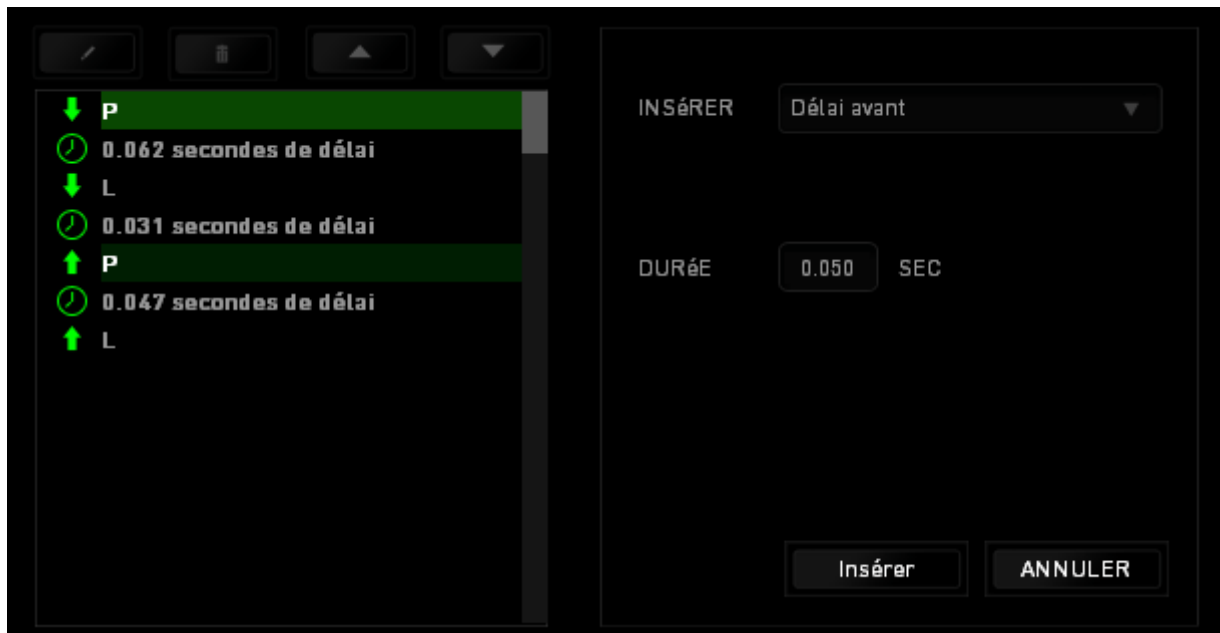 P
0.062 secondes de délai
L
0.031 secondes de délai
P
0.047 secondes de délai
L
INSéRER
Délai avant
DURéE
0.050
SEC
Insérer
ANNULER